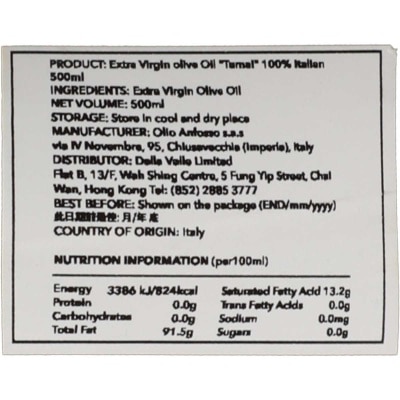 PRODUCT: Extra Virgin olive Oil "Tumai" 100% Italian
500ml
INGREDIENTS: Extra Virgin Olive Oil
NET VOLUME: 500ml
STORAGE: Store in cool and dry place
MANUFACTURER: Olio Anfosso s.a.s
via IV Novembre, 95, Chiusavecchia (Imperia), Italy
DISTRIBUTOR: Della Valle Limited
Flat B, 13/F, Wah Shing Centre, 5 Fung Yip Street, Chai
Wan, Hong Kong Tel: (852) 2885 3777
BEST BEFORE: Shown on the package (END/mm/yyyy)
此日期前最佳: 月/年 底
COUNTRY OF ORIGIN: Italy
NUTRITION INFORMATION (per100ml)
Energy 3386 kJ/824kcal Saturated Fatty Acid 13.2g
Protein 0.0g Trans Fatty Acids 0.0g
Carbohydrates 0.0g Sodium 0.0mg
Total Fat 91.5g Sugars 0.0g